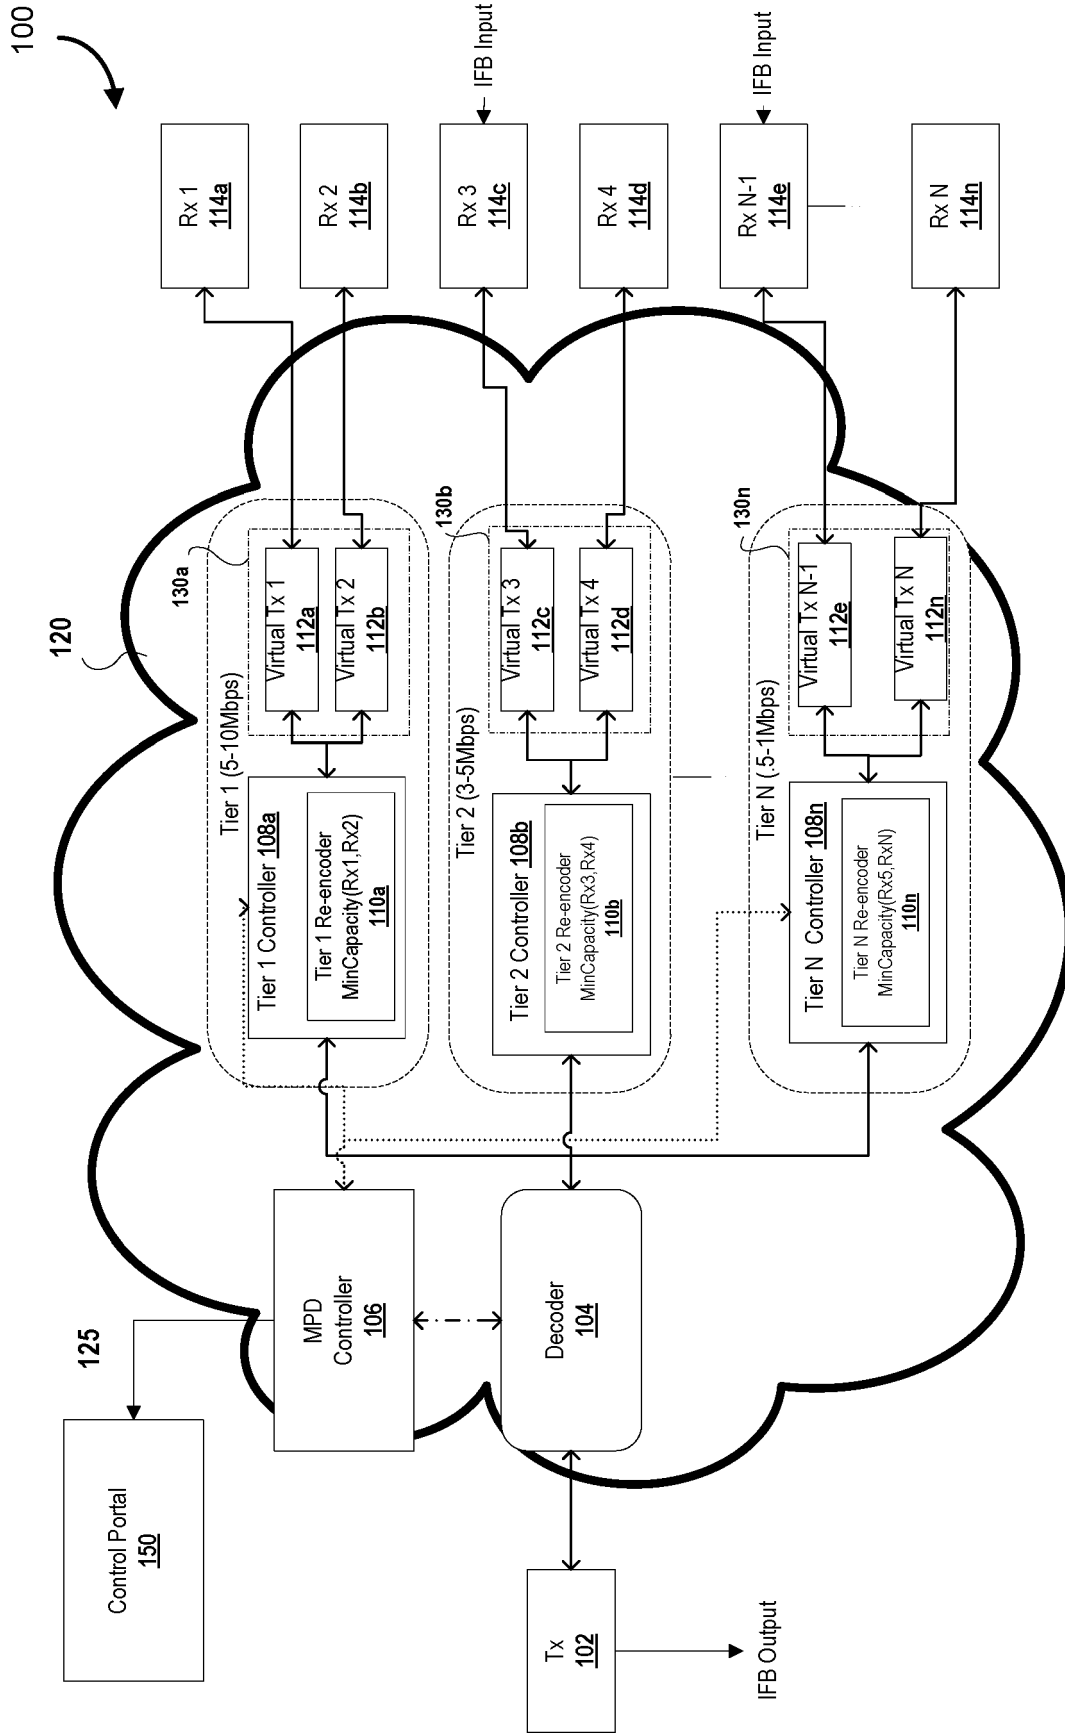 100
Control Portal
150
125
MPD
Controller
106
Tx
102
IFB Output
Decoder
104
120
Tier 1 (5-10Mbps)
130a
Tier 1 Controller 108a
Tier 1 Re-encoder
MinCapacity(Rx1,Rx2)
110a
Virtual Tx 1
112a
Virtual Tx 2
112b
Tier 2 (3-5Mbps)
130b
Tier 2 Controller 108b
Tier 2 Re-encoder
MinCapacity(Rx3,Rx4)
110b
Virtual Tx 3
112c
Virtual Tx 4
112d
Tier N (.5-1Mbps)
130n
Tier N Controller 108n
Tier N Re-encoder
MinCapacity(Rx5,RxN)
110n
Virtual Tx N-1
112e
Virtual Tx N
112n
Rx 1
114a
Rx 2
114b
Rx 3
114c
IFB Input
Rx 4
114d
Rx N-1
114e
IFB Input
Rx N
114n